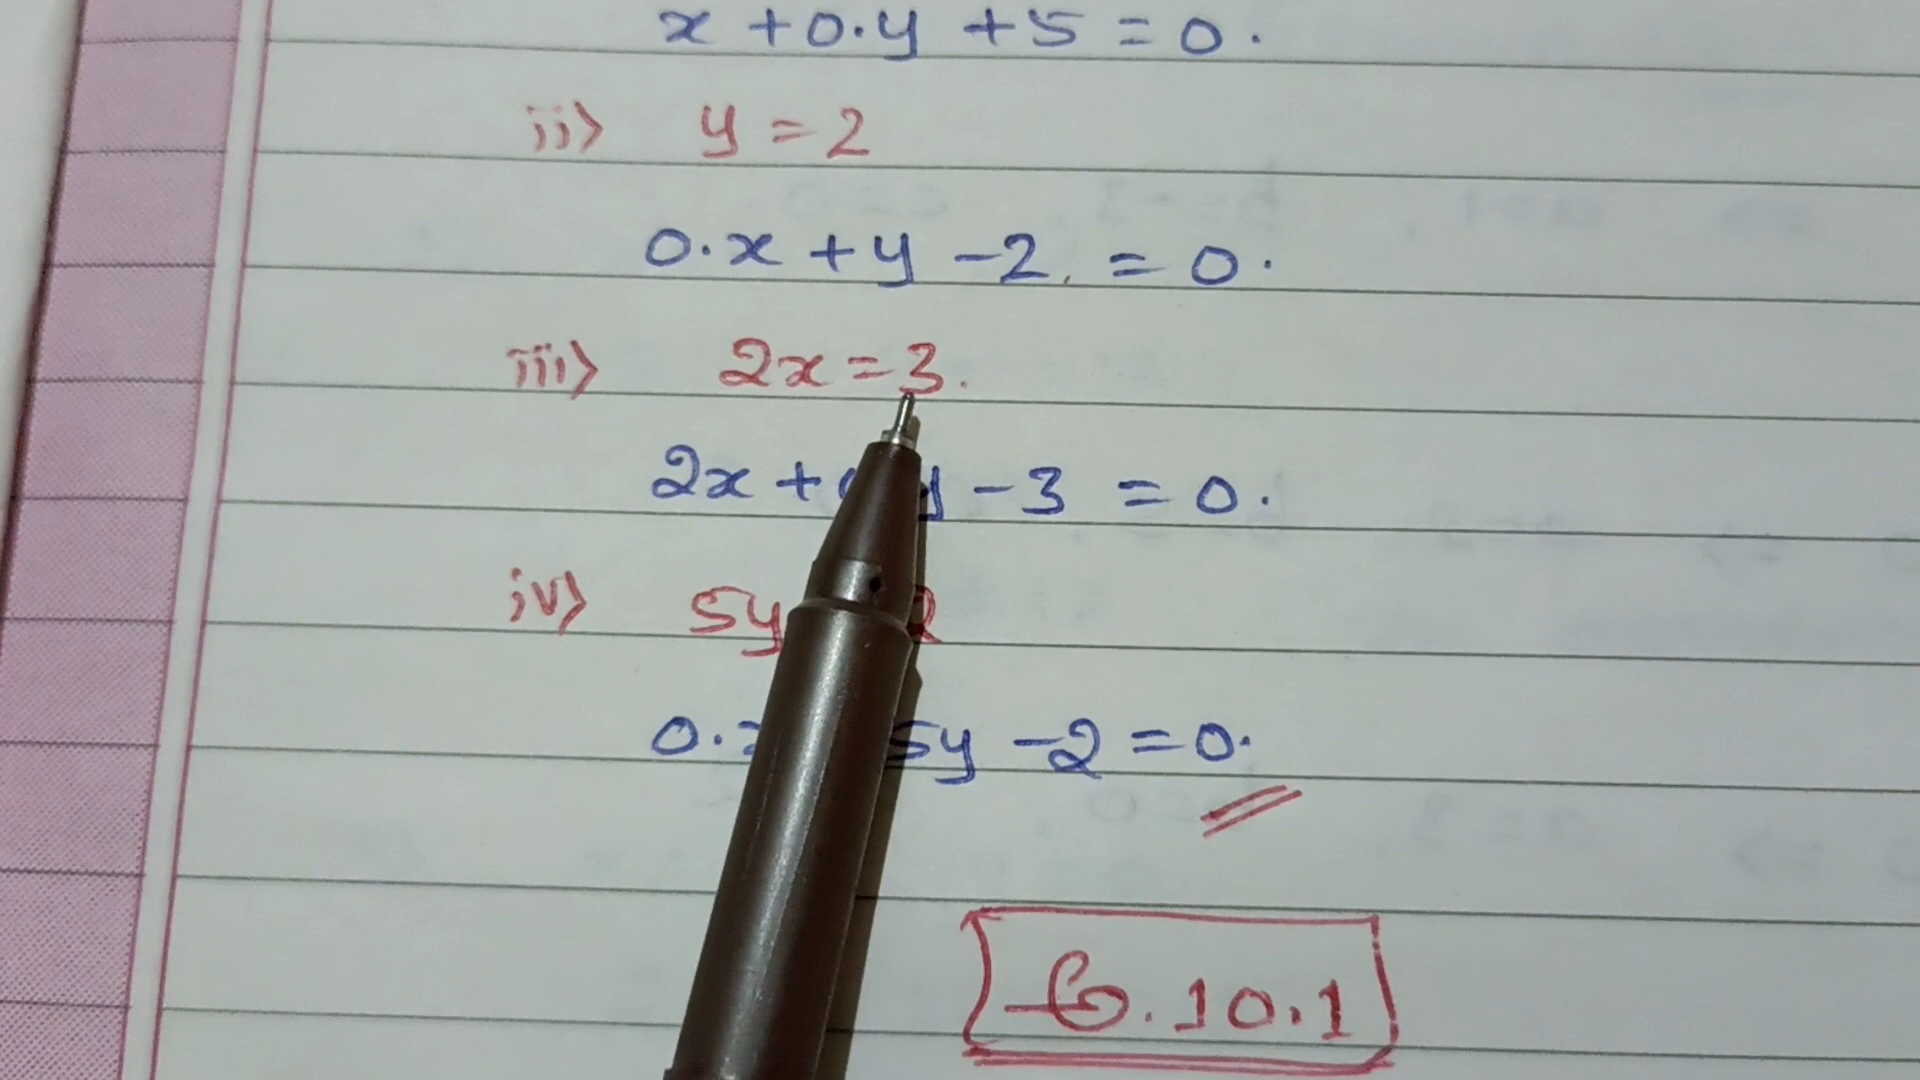 x + 0.y + 5 = 0.
ii> y = 2
0.x + y - 2 = 0.
iii> 2x = 3.
2x + y - 3 = 0.
iv> 5y 2
0. 5y - 2 = 0.
.10.1